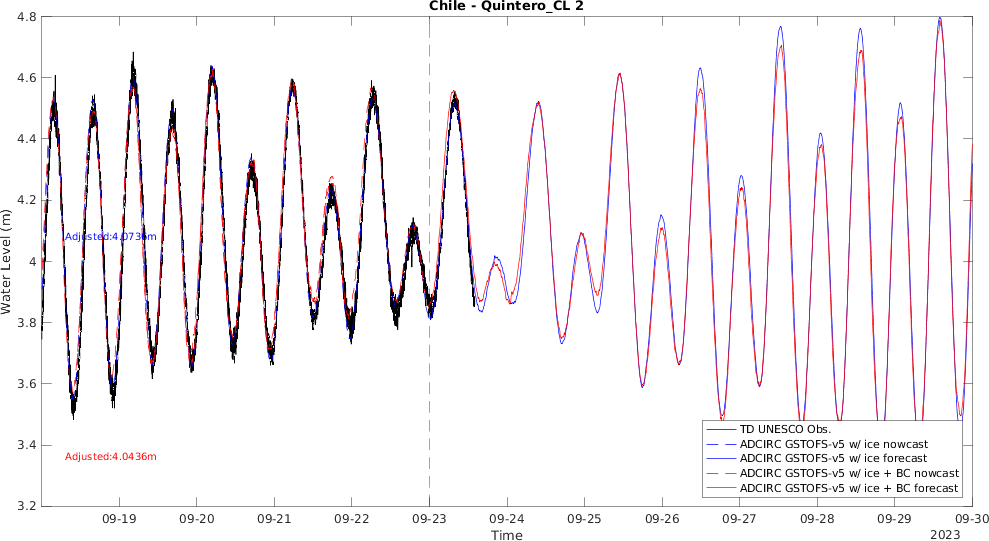 Chile - Quintero_CL 2
4.8
4.6
4.4
4.2
4
3.8
3.6
3.4
3.2
Water Level (m)
Adjusted:4.0736m
Adjusted:4.0436m
TD UNESCO Obs.
ADCIRC GSTOFS-v5 w/ ice nowcast
ADCIRC GSTOFS-v5 w/ ice forecast
ADCIRC GSTOFS-v5 w/ ice + BC nowcast
ADCIRC GSTOFS-v5 w/ ice + BC forecast
09-19 09-20 09-21 09-22 09-23 09-24 09-25 09-26 09-27 09-28 09-29 09-30
Time
2023